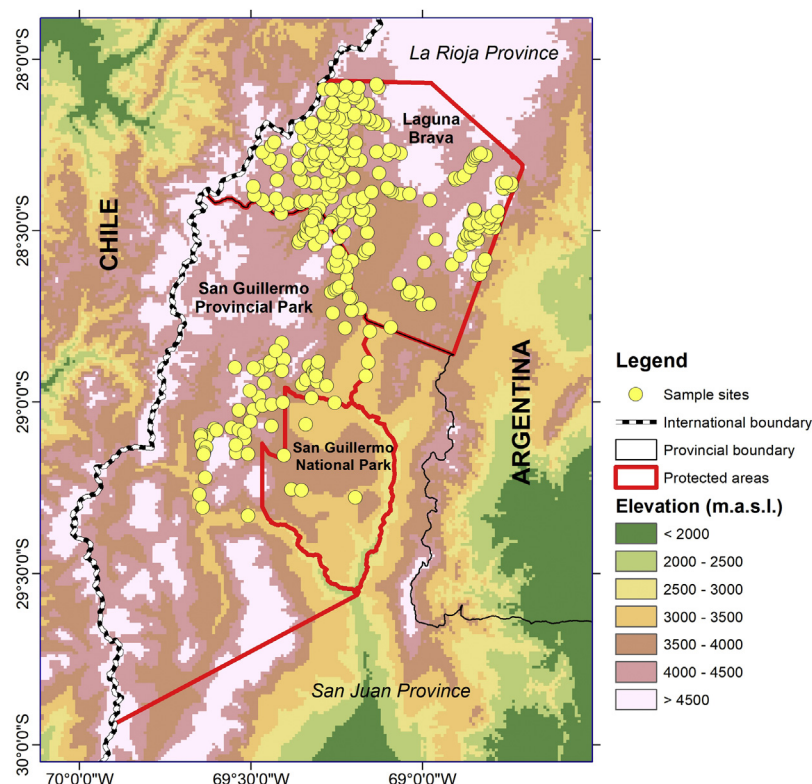 La Rioja Province
28°0'0"S
Laguna
Brava
CHILE
28°30'0"S
San Guillermo
Provincial Park
29°0'0"S
ARGENTINA
San Guillermo
National Park
29°30'0"S
San Juan Province
30°0'0"S
70°0'0"W
69°30'0"W
69°0'0"W
Legend
Sample sites
International boundary
Provincial boundary
Protected areas
Elevation (m.a.s.l.)
< 2000
2000 - 2500
2500 - 3000
3000 - 3500
3500 - 4000
4000 - 4500
> 4500